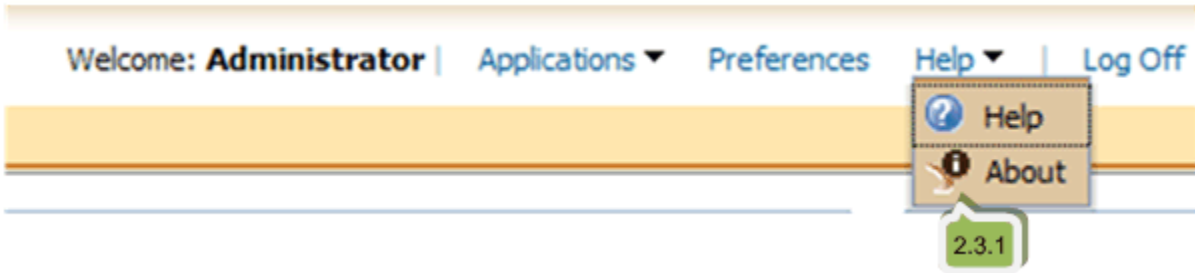 Welcome: Administrator | Applications Preferences Help | Log Off
Help
About
2.3.1